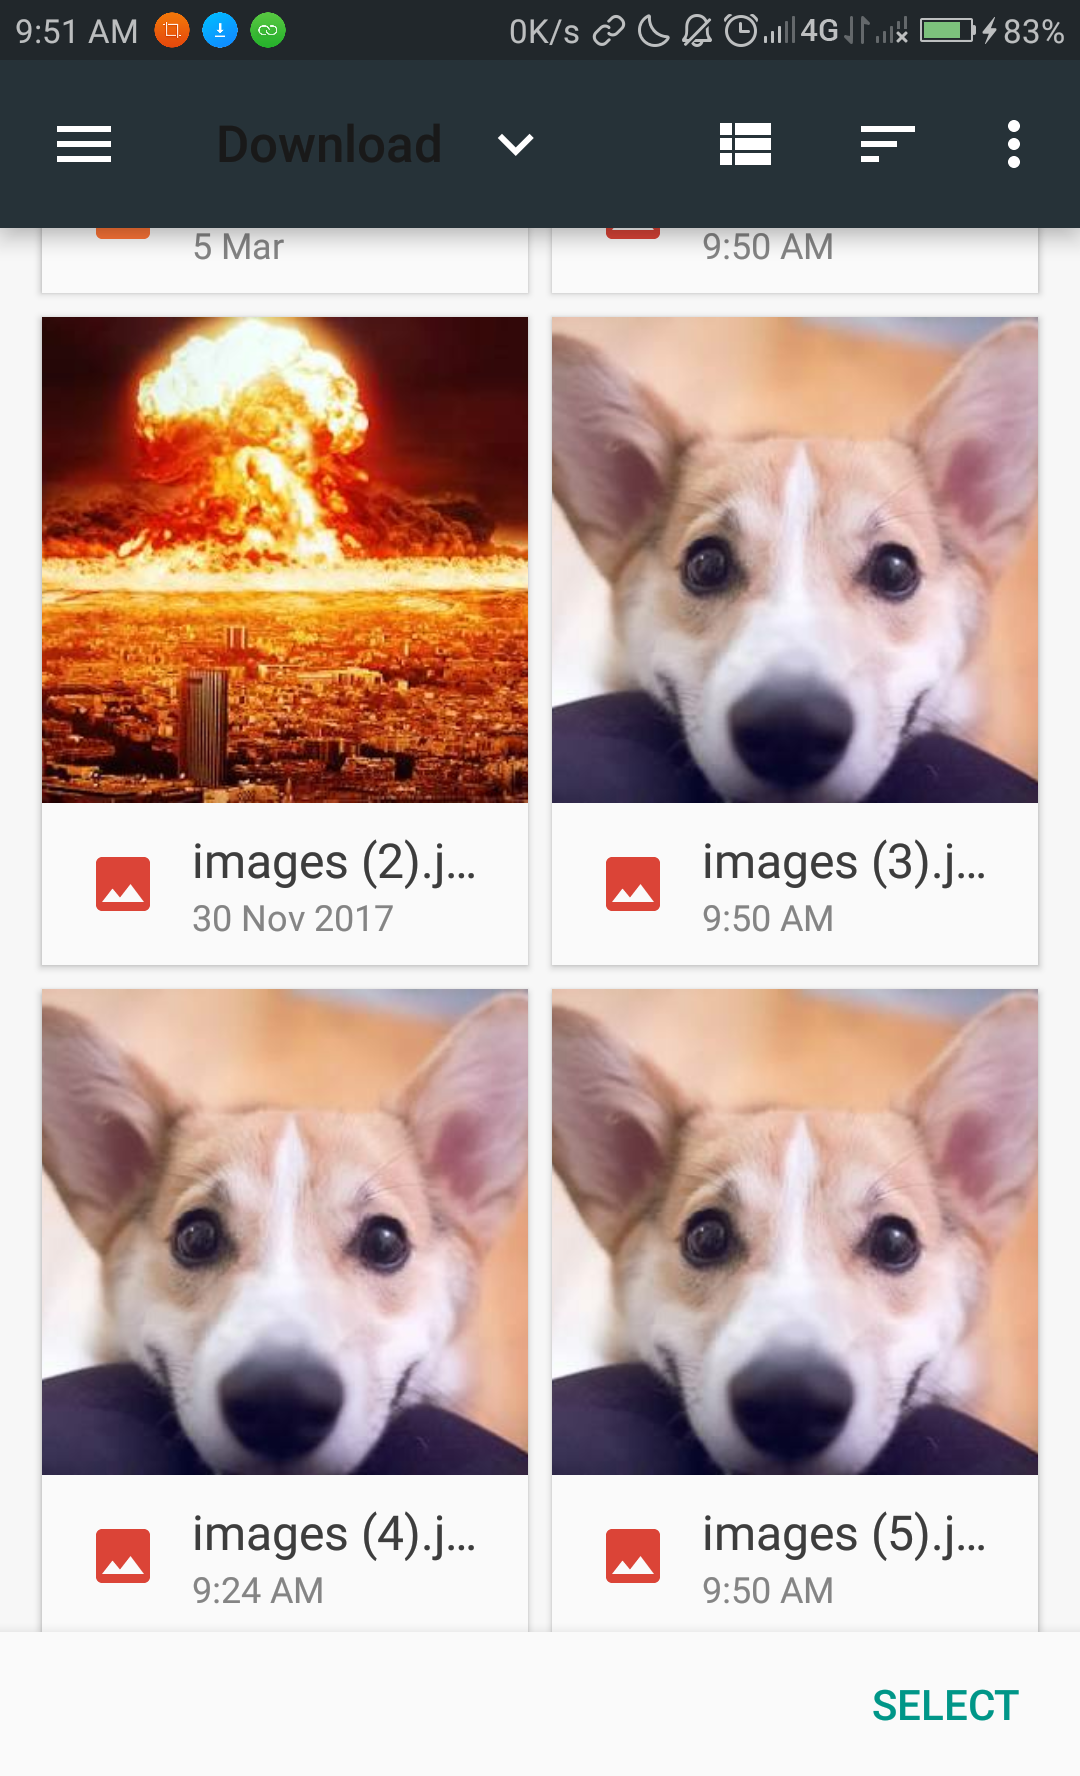 9:51 AM 0K/s 4G 83%
Download
5 Mar
9:50 AM
images (2).j...
30 Nov 2017
images (3).j...
9:50 AM
images (4).j...
9:24 AM
images (5).j...
9:50 AM
SELECT